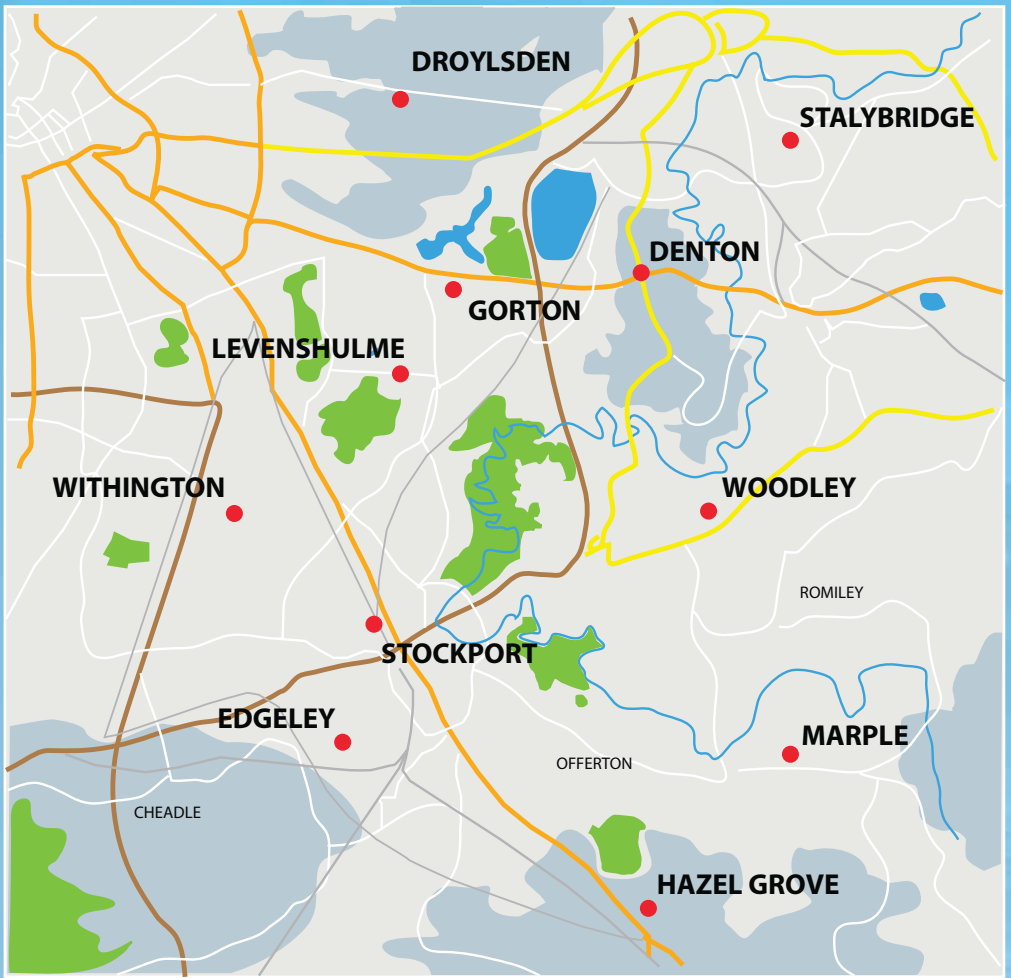 DROYLSDEN
STALYBRIDGE
DENTON
GORTON
LEVENSHULME
WITHINGTON
WOODLEY
ROMILEY
STOCKPORT
EDGELEY
MARPLE
OFFERTON
CHEADLE
HAZEL GROVE